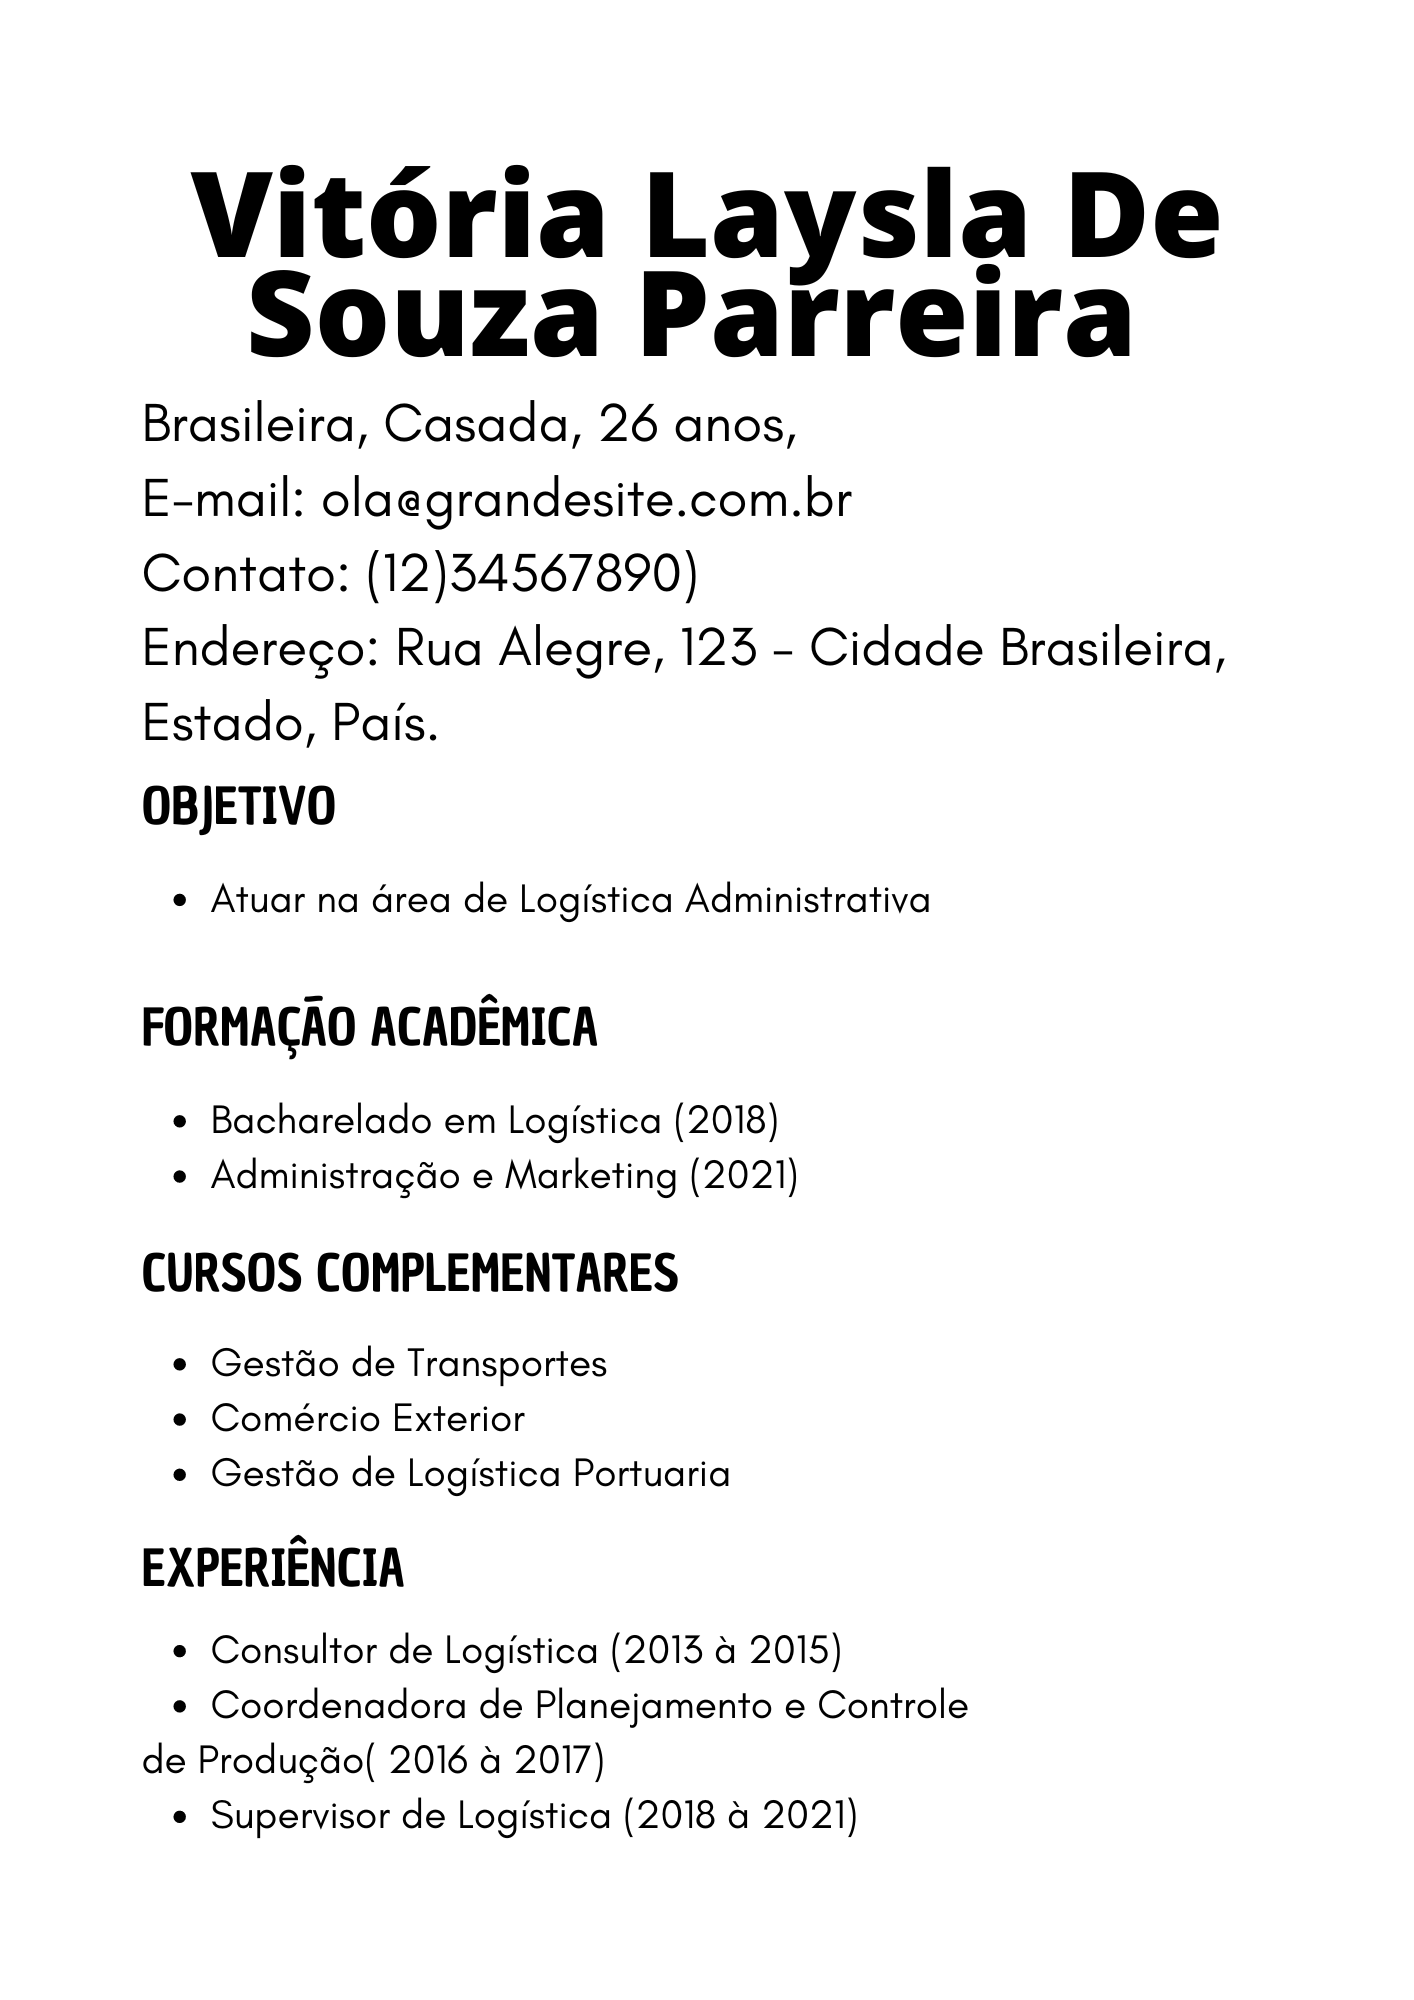 Vitória Laysla De
Souza Parreira
Brasileira, Casada, 26 anos,
E-mail: ola@grandesite.com.br
Contato: (12)34567890)
Endereço: Rua Alegre, 123 - Cidade Brasileira,
Estado, País.
OBJETIVO
• Atuar na área de Logística Administrativa
FORMAÇÃO ACADÊMICA
• Bacharelado em Logística (2018)
• Administração e Marketing (2021)
CURSOS COMPLEMENTARES
• Gestão de Transportes
• Comércio Exterior
• Gestão de Logística Portuaria
EXPERIÊNCIA
• Consultor de Logística (2013 à 2015)
• Coordenadora de Planejamento e Controle
de Produção( 2016 à 2017)
• Supervisor de Logística (2018 à 2021)